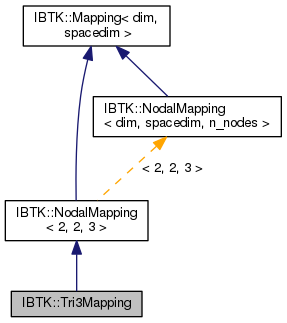 IBTK::Mapping< dim,
spacedim >
IBTK::NodalMapping
< dim, spacedim, n_nodes >
< 2, 2, 3 >
IBTK::NodalMapping
< 2, 2, 3 >
IBTK::Tri3Mapping